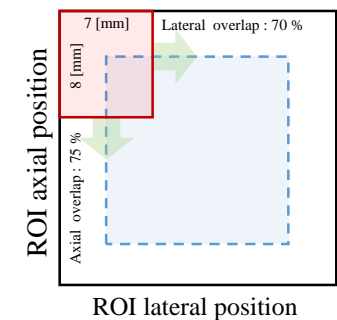 7 [mm]
Lateral overlap : 70 %
8 [mm]
Axial overlap : 75 %
ROI axial position
ROI lateral position